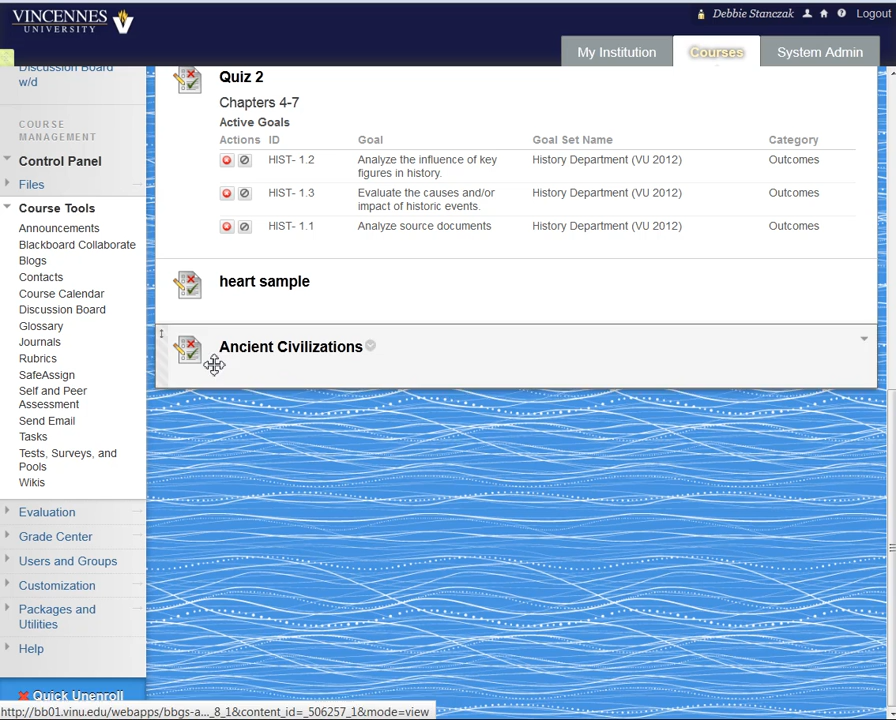 VINCENNES
UNIVERSITY
Debbie Stanczak
Logout
My Institution
Courses
System Admin
Discussion Board
w/d
COURSE
MANAGEMENT
Control Panel
Files
Course Tools
Announcements
Blackboard Collaborate
Blogs
Contacts
Course Calendar
Discussion Board
Glossary
Journals
Rubrics
SafeAssign
Self and Peer
Assessment
Send Email
Tasks
Tests, Surveys, and
Pools
Wikis
Evaluation
Grade Center
Users and Groups
Customization
Packages and
Utilities
Help
Quick Unenroll
Quiz 2
Chapters 4-7
Active Goals
Actions ID Goal Goal Set Name Category
HIST- 1.2 Analyze the influence of key History Department (VU 2012) Outcomes
figures in history.
HIST- 1.3 Evaluate the causes and/or History Department (VU 2012) Outcomes
impact of historic events.
HIST- 1.1 Analyze source documents History Department (VU 2012) Outcomes
heart sample
Ancient Civilizations
http://bb01.vinu.edu/webapps/bbgs-a..._8_1&content_id=_506257_1&mode=view